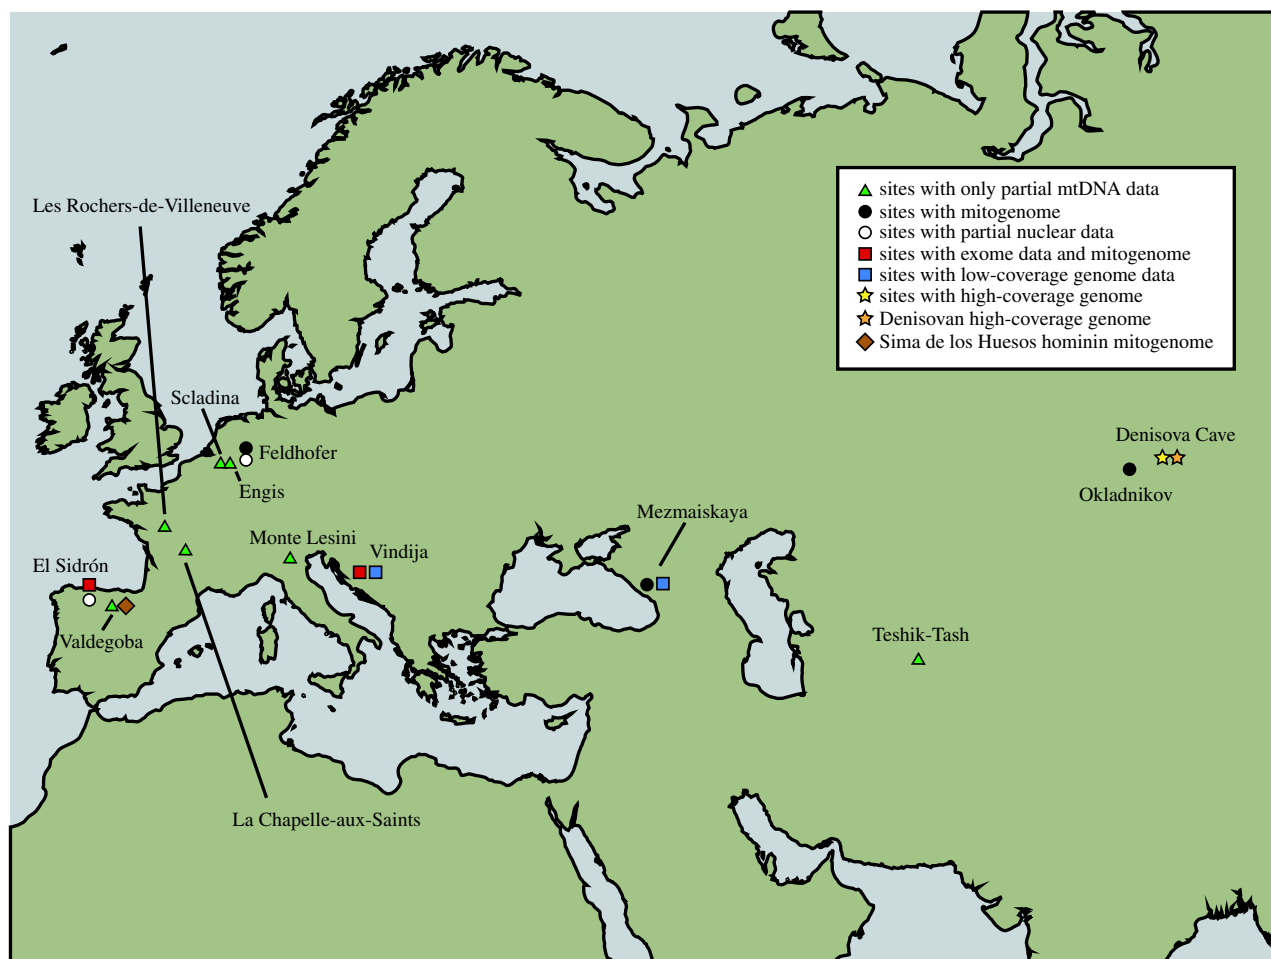 Les Rochers-de-Villeneuve
sites with only partial mtDNA data
sites with mitogenome
sites with partial nuclear data
sites with exome data and mitogenome
sites with low-coverage genome data
sites with high-coverage genome
Denisovan high-coverage genome
Sima de los Huesos hominin mitogenome
Scladina
Feldhofer
Engis
Denisova Cave
Okladnikov
Mezmaiskaya
Monte Lesini
Vindija
El Sidrón
Valdegoba
Teshik-Tash
La Chapelle-aux-Saints